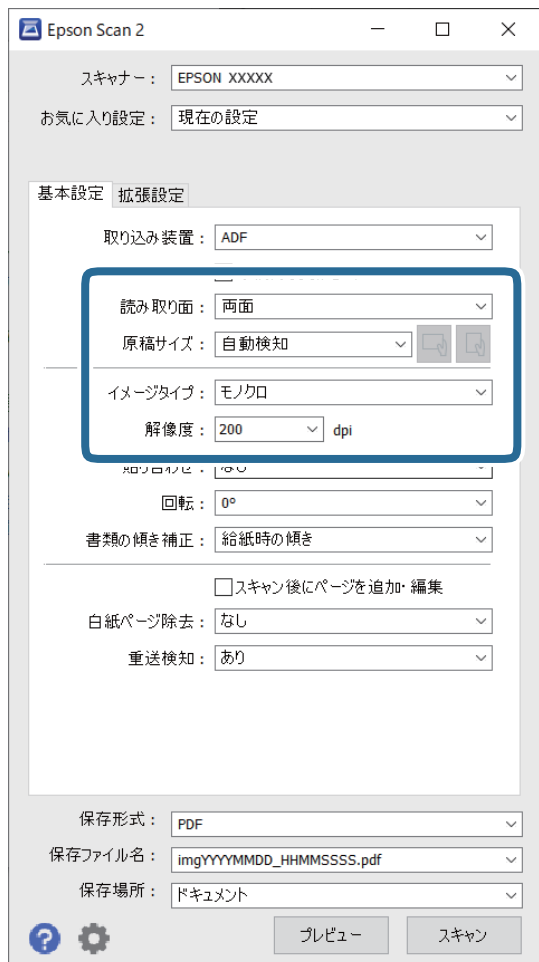 Epson Scan 2
スキャナー： EPSON XXXXX
お気に入り設定： 現在の設定
基本設定 拡張設定
取り込み装置： ADF
読み取り面： 両面
原稿サイズ： 自動検知
イメージタイプ： モノクロ
解像度： 200 dpi
回転： 0°
書類の傾き補正： 給紙時の傾き
スキャン後にページを追加・編集
白紙ページ除去： なし
重送検知： あり
保存形式： PDF
保存ファイル名： imgYYYYMMDD_HHMMSSSS.pdf
保存場所： ドキュメント
? プレビュー スキャン